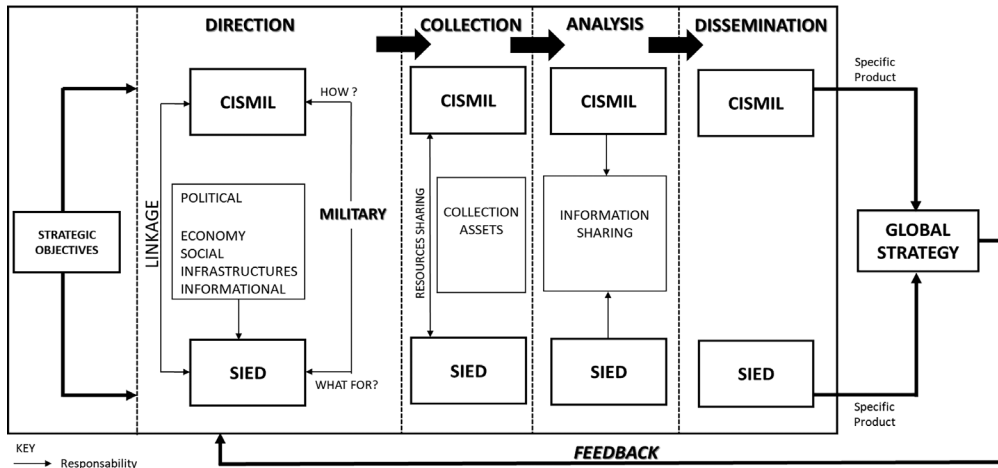 DIRECTION
COLLECTION
ANALYSIS
DISSEMINATION
STRATEGIC
OBJECTIVES
CISMIL
HOW ?
LINKAGE
POLITICAL
ECONOMY
SOCIAL
INFRASTRUCTURES
INFORMATIONAL
MILITARY
SIED
WHAT FOR?
CISMIL
RESOURCES SHARING
COLLECTION
ASSETS
SIED
CISMIL
INFORMATION
SHARING
SIED
CISMIL
SIED
Specific
Product
GLOBAL
STRATEGY
Specific
Product
FEEDBACK
KEY
Responsability